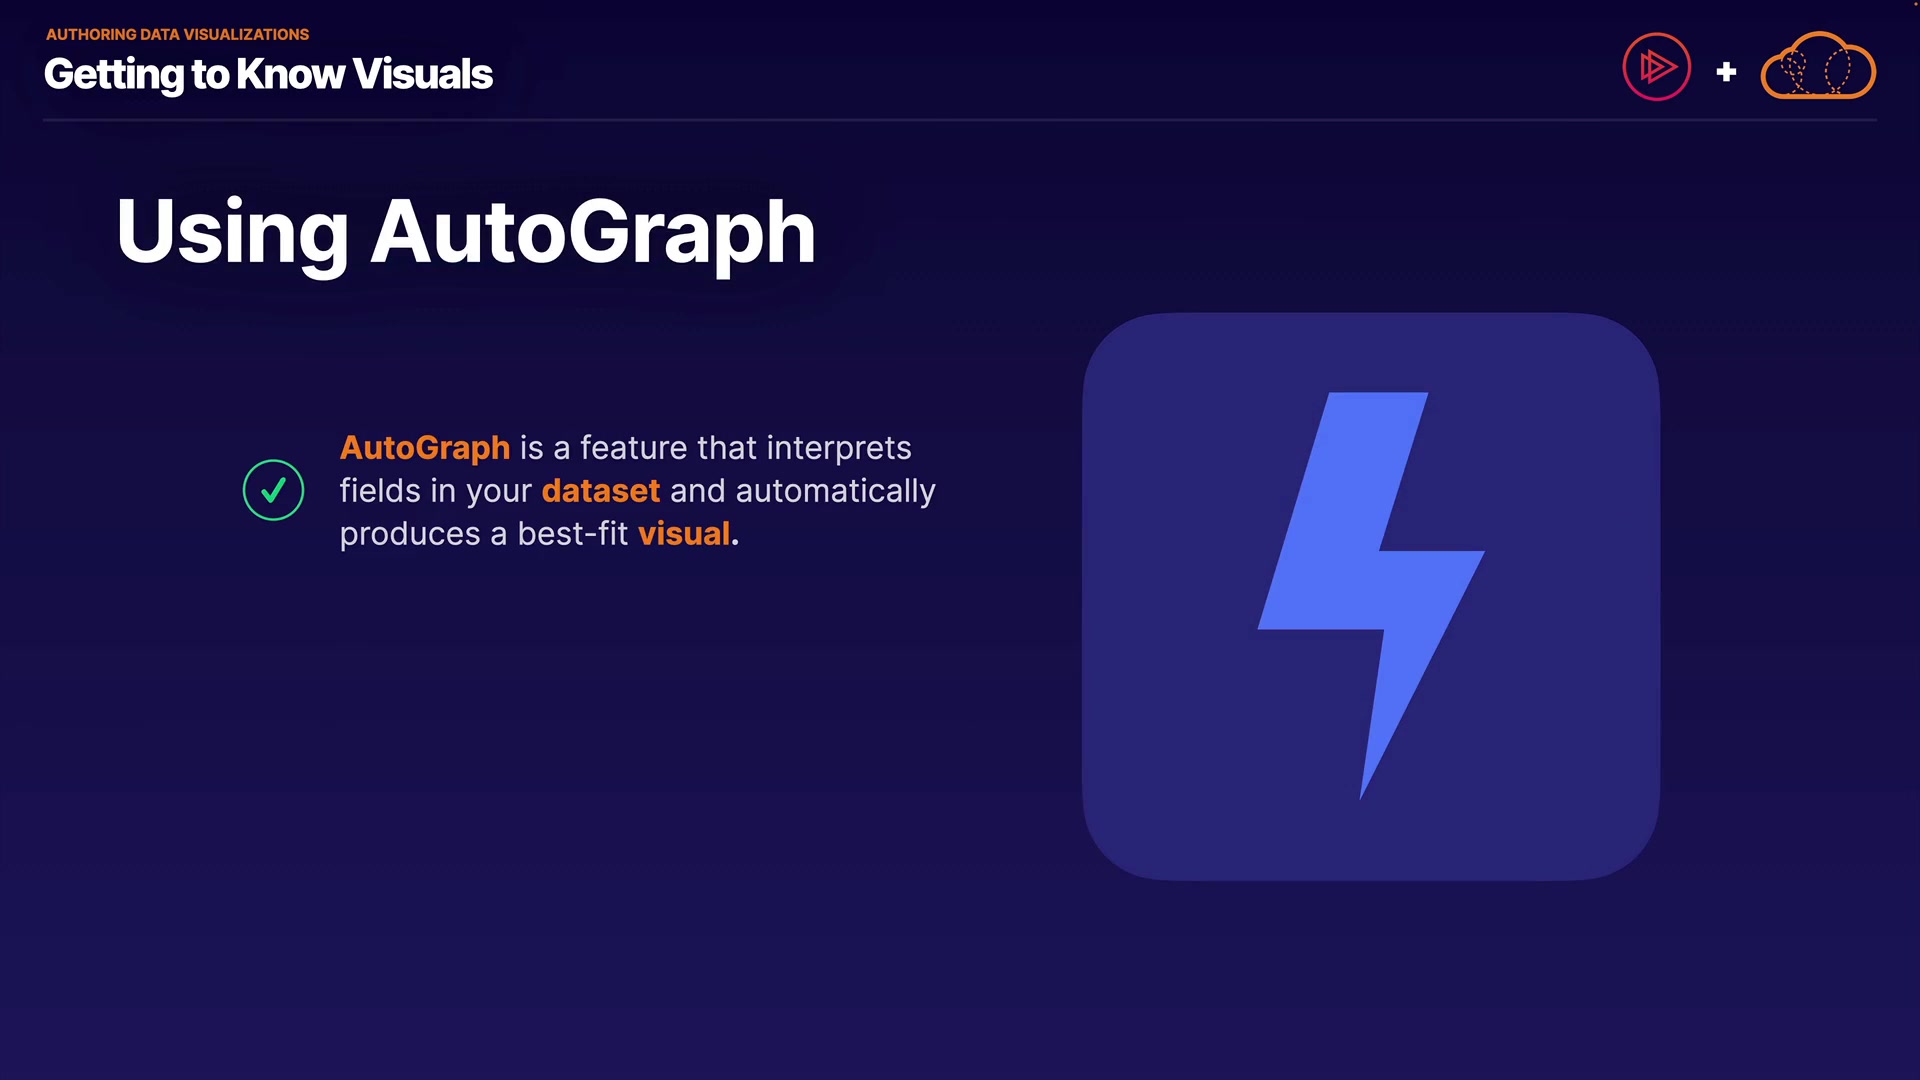 AUTHORING DATA VISUALIZATIONS
Getting to Know Visuals
Using AutoGraph
AutoGraph is a feature that interprets
fields in your dataset and automatically
produces a best-fit visual.